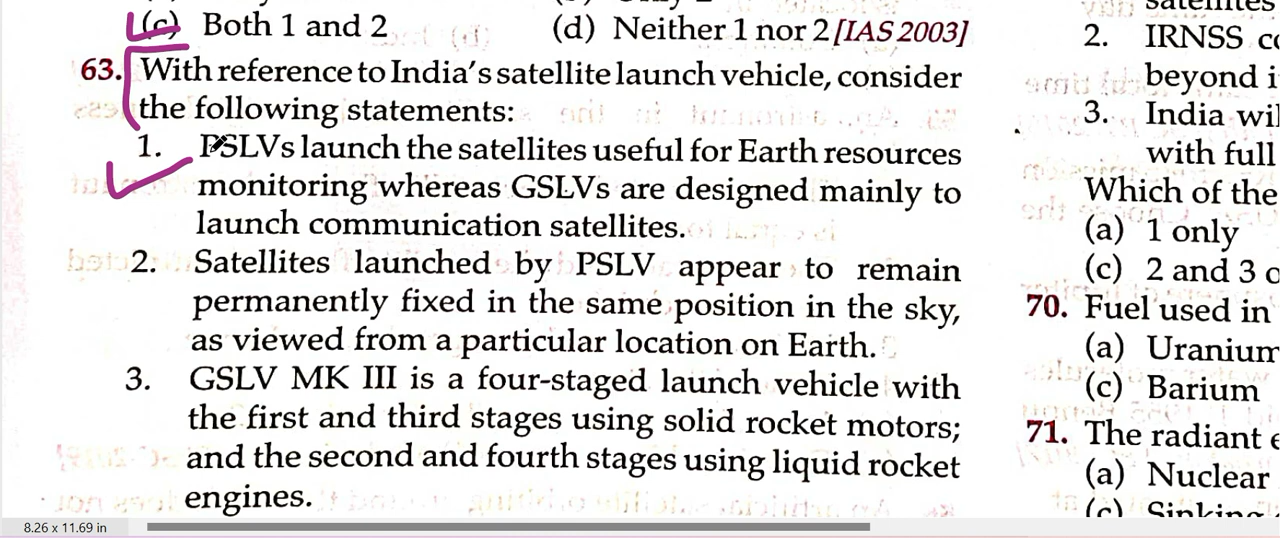 (c) Both 1 and 2 (d) Neither 1 nor 2 [IAS 2003]
63. With reference to India's satellite launch vehicle, consider
the following statements:
1. PSLVs launch the satellites useful for Earth resources
monitoring whereas GSLVs are designed mainly to
launch communication satellites.
2. Satellites launched by PSLV appear to remain
permanently fixed in the same position in the sky,
as viewed from a particular location on Earth.
3. GSLV MK III is a four-staged launch vehicle with
the first and third stages using solid rocket motors;
and the second and fourth stages using liquid rocket
engines.
8.26 x 11.69 in
satellites
2. IRNSS
beyond
3. India
with full
Which of the
(a) 1 only
(c) 2 and 3
70. Fuel used in
(a) Uranium
(c) Barium
71. The radiant
(a) Nuclear
(c) Sinking